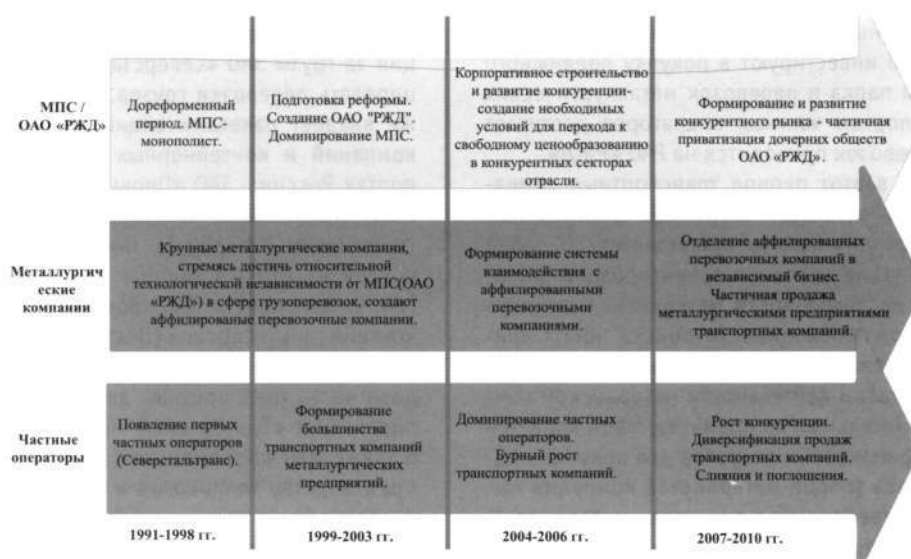 МПС /
ОАО «РЖД»
Дореформенный
период. МПС-
монополист.
Подготовка реформы.
Создание ОАО "РЖД".
Доминирование МПС.
Корпоративное строительство
и развитие конкуренции-
создание необходимых
условий для перехода к
свободному ценообразованию
в конкурентных секторах
отрасли.
Формирование и развитие
конкурентного рынка - частичная
приватизация дочерних обществ
ОАО «РЖД».
Металлургич
еские
компании
Крупные металлургические компании,
стремясь достичь относительной
технологической независимости от МПС(ОАО
«РЖД») в сфере грузоперевозок, создают
аффилированые перевозочные компании.
Формирование системы
взаимодействия с
аффилированными
перевозочными
компаниями.
Отделение аффилированных
перевозочных компаний в
независимый бизнес.
Частичная продажа
металлургическими предприятиями
транспортных компаний.
Частные
операторы
Появление первых
частных операторов
(Северстальтранс).
Формирование
большинства
транспортных компаний
металлургических
предприятий.
Доминирование частных
операторов.
Бурный рост
транспортных компаний.
Рост конкуренции.
Диверсификация продаж
транспортных компаний.
Слияния и поглощения.
1991-1998 гг.
1999-2003 гг.
2004-2006 гг.
2007-2010 гг.